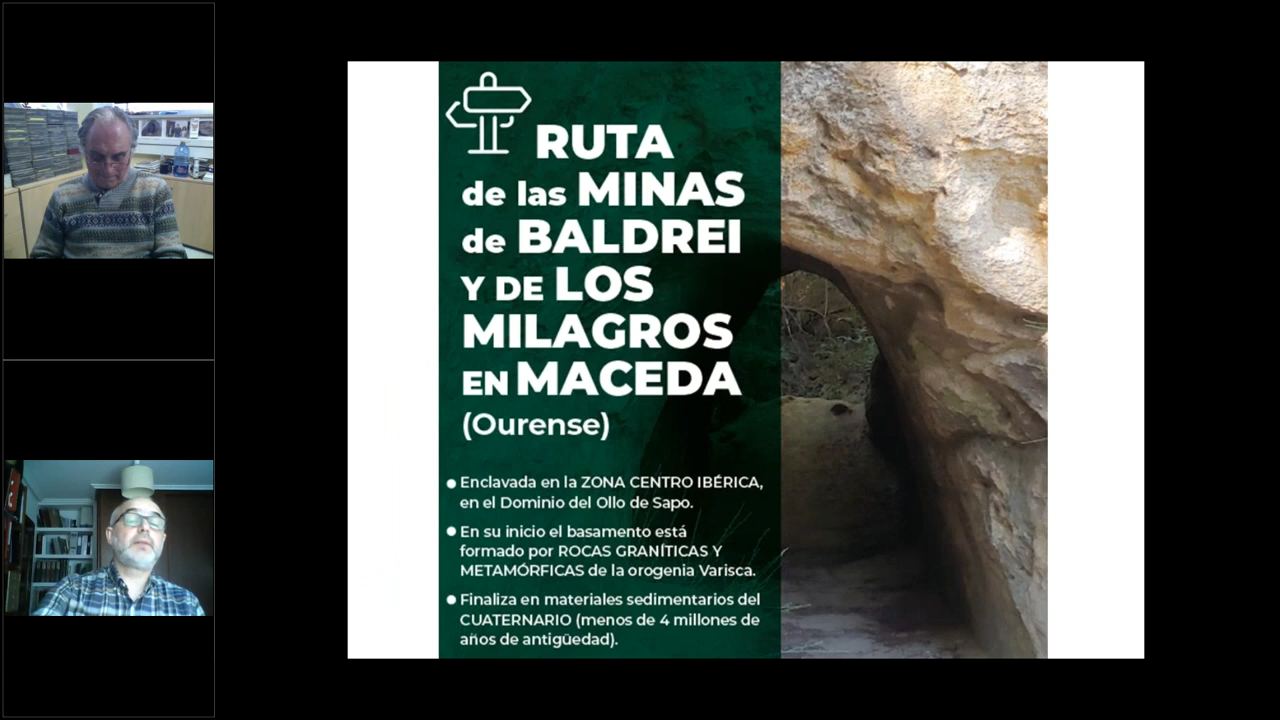 RUTA
de las MINAS
de BALDREI
Y DE LOS
MILAGROS
EN MACEDA
(Ourense)
• Enclavada en la ZONA CENTRO IBÉRICA,
en el Dominio del Ollo de Sapo.
• En su inicio el basamento está
formado por ROCAS GRANÍTICAS Y
METAMÓRFICAS de la orogenia Varisca.
• Finaliza en materiales sedimentarios del
CUATERNARIO (menos de 4 millones de
años de antigüedad).